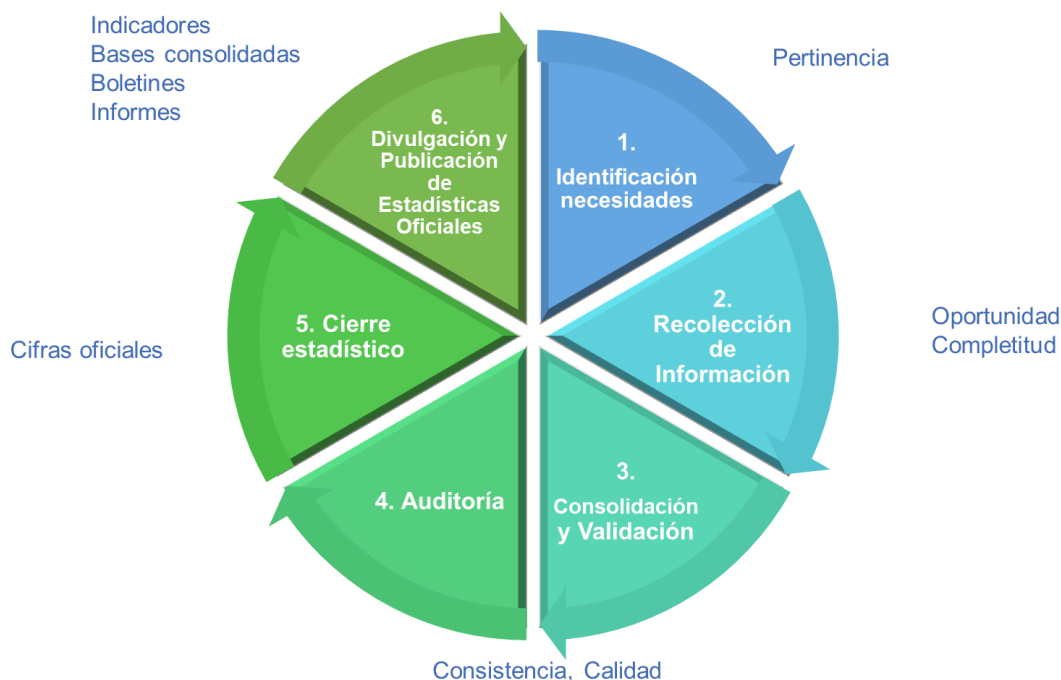 Indicadores
Bases consolidadas
Boletines
Informes
Pertinencia
1.
Identificación
necesidades
2.
Recolección
de
Información
Oportunidad
Completitud
3.
Consolidación
y Validación
Consistencia, Calidad
4. Auditoría
5. Cierre
estadístico
Cifras oficiales
6.
Divulgación y
Publicación
de
Estadísticas
Oficiales